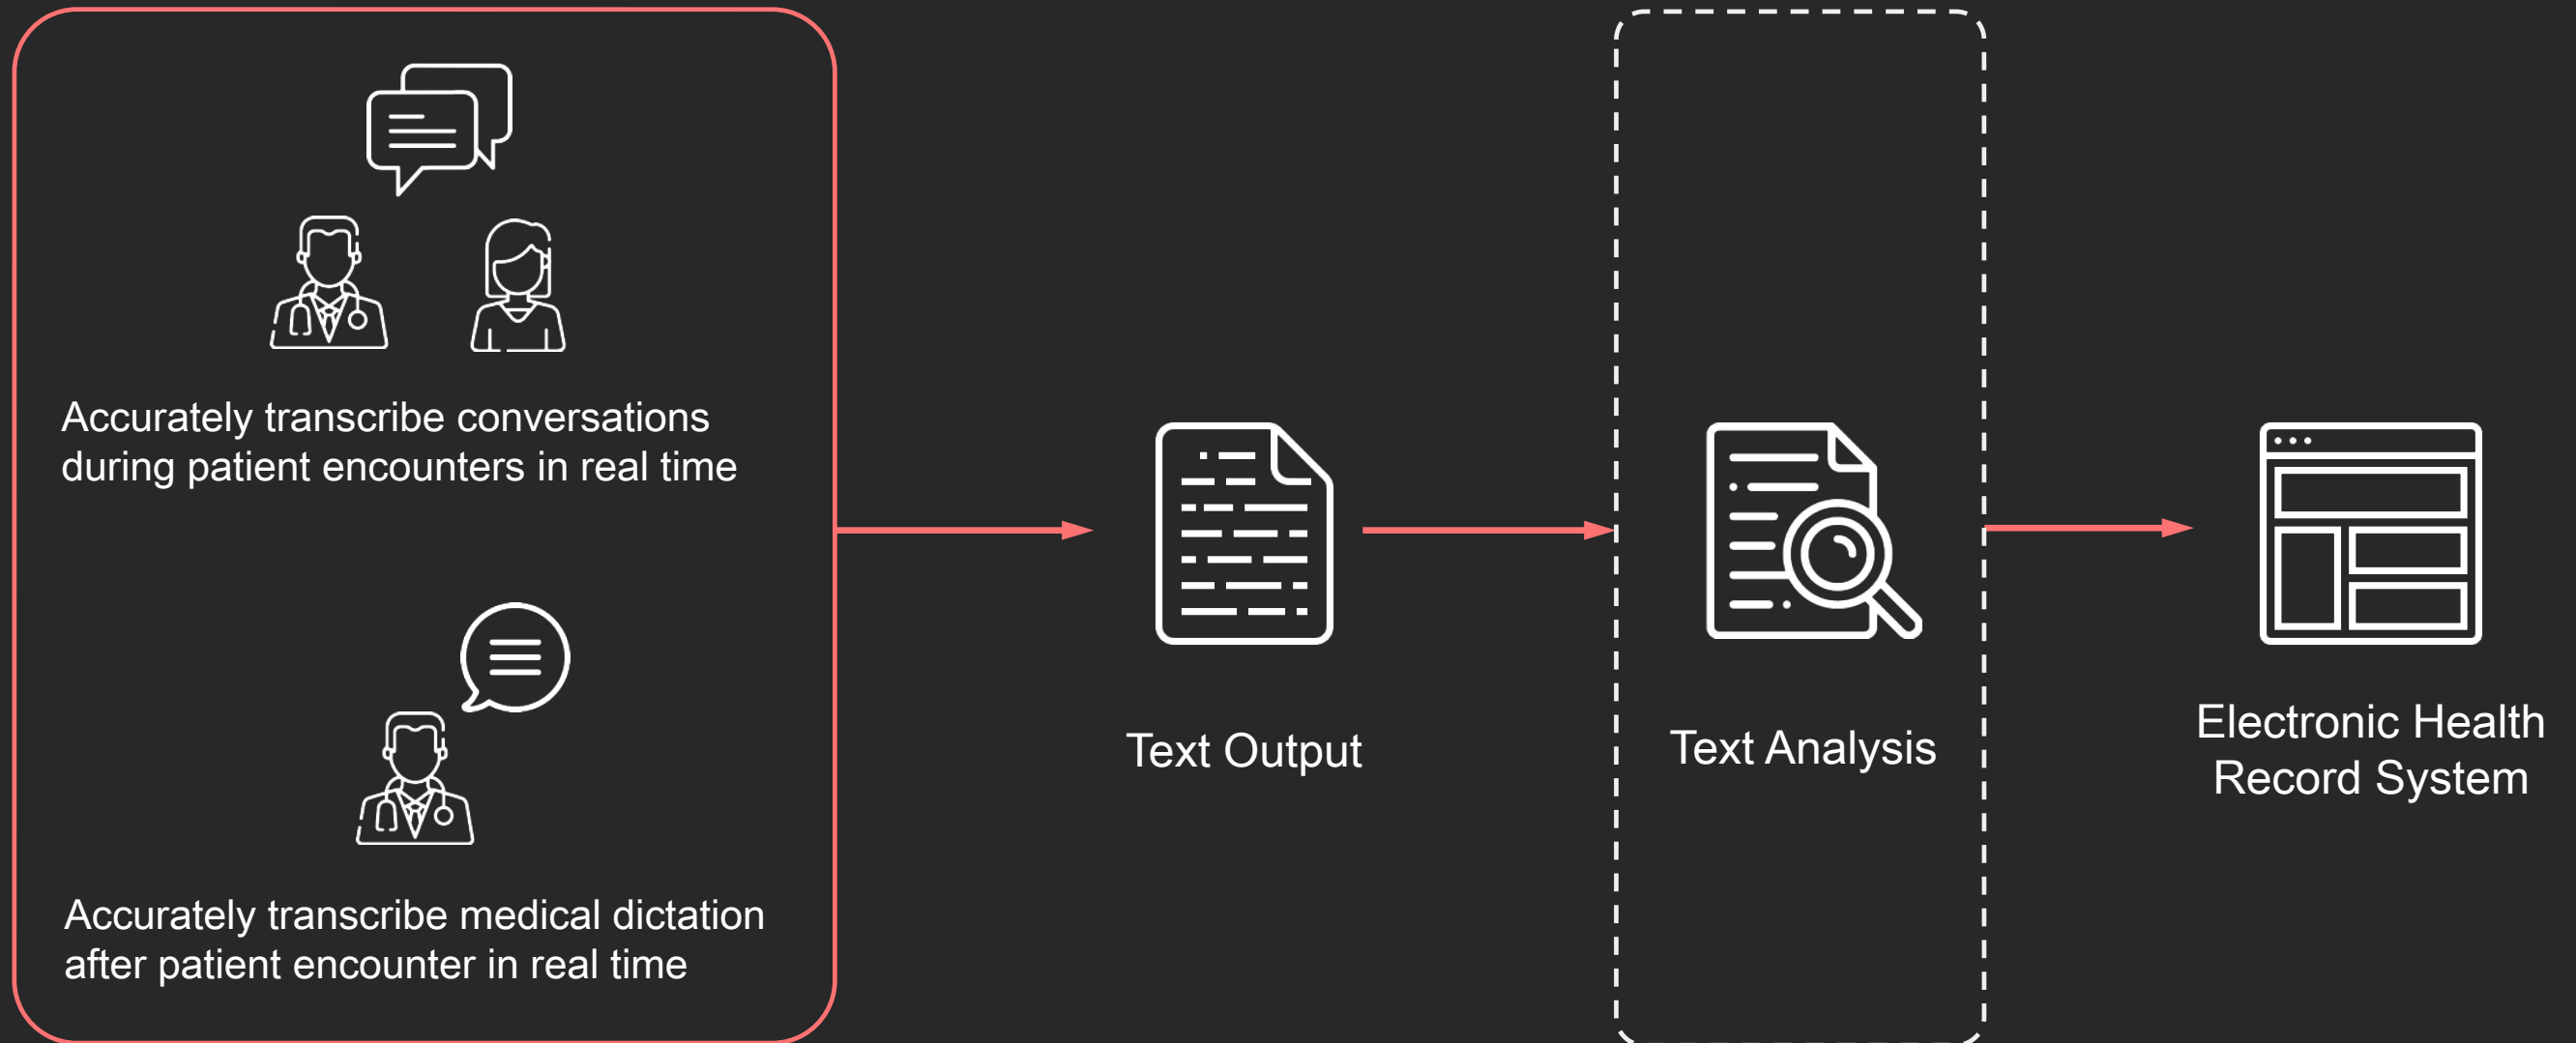 Accurately transcribe conversations
during patient encounters in real time
Accurately transcribe medical dictation
after patient encounter in real time
Text Output
Text Analysis
Electronic Health
Record System